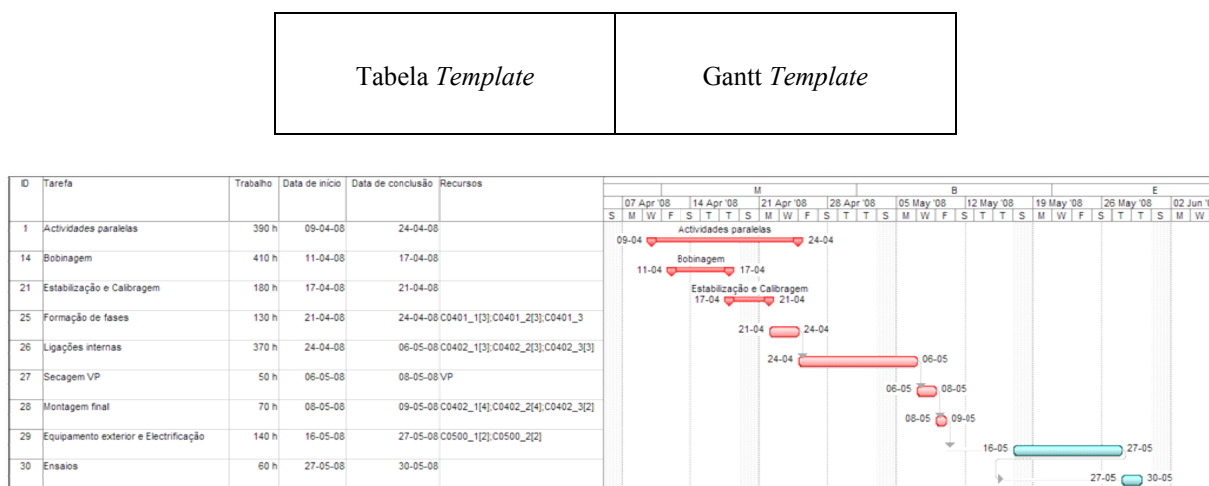 Tabela Template
Gantt Template
ID Tarefa Trabalho Data de início Data de conclusão Recursos
M B E
07 Apr '08 14 Apr '08 21 Apr '08 28 Apr '08 05 May '08 12 May '08 19 May '08 26 May '08 02 Jun '
S M W F S T T S M W F S T T S M W F S T T S M W F S T T S M W
1 Actividades paralelas 390 h 09-04-08 24-04-08
Actividades paralelas
09-04 24-04
14 Bobinagem 410 h 11-04-08 17-04-08
Bobinagem
11-04 17-04
21 Estabilização e Calibragem 180 h 17-04-08 21-04-08
Estabilização e Calibragem
17-04 21-04
25 Formação de fases 130 h 21-04-08 24-04-08 C0401_1[3];C0401_2[3];C0401_3
21-04 24-04
26 Ligações internas 370 h 24-04-08 06-05-08 C0402_1[3];C0402_2[3];C0402_3[3]
24-04 06-05
27 Secagem VP 50 h 06-05-08 08-05-08 VP
06-05 08-05
28 Montagem final 70 h 08-05-08 09-05-08 C0402_1[4];C0402_2[4];C0402_3[2]
08-05 09-05
29 Equipamento exterior e Electrificação 140 h 16-05-08 27-05-08 C0500_1[2];C0500_2[2]
16-05 27-05
30 Ensaios 60 h 27-05-08 30-05-08
27-05 30-05